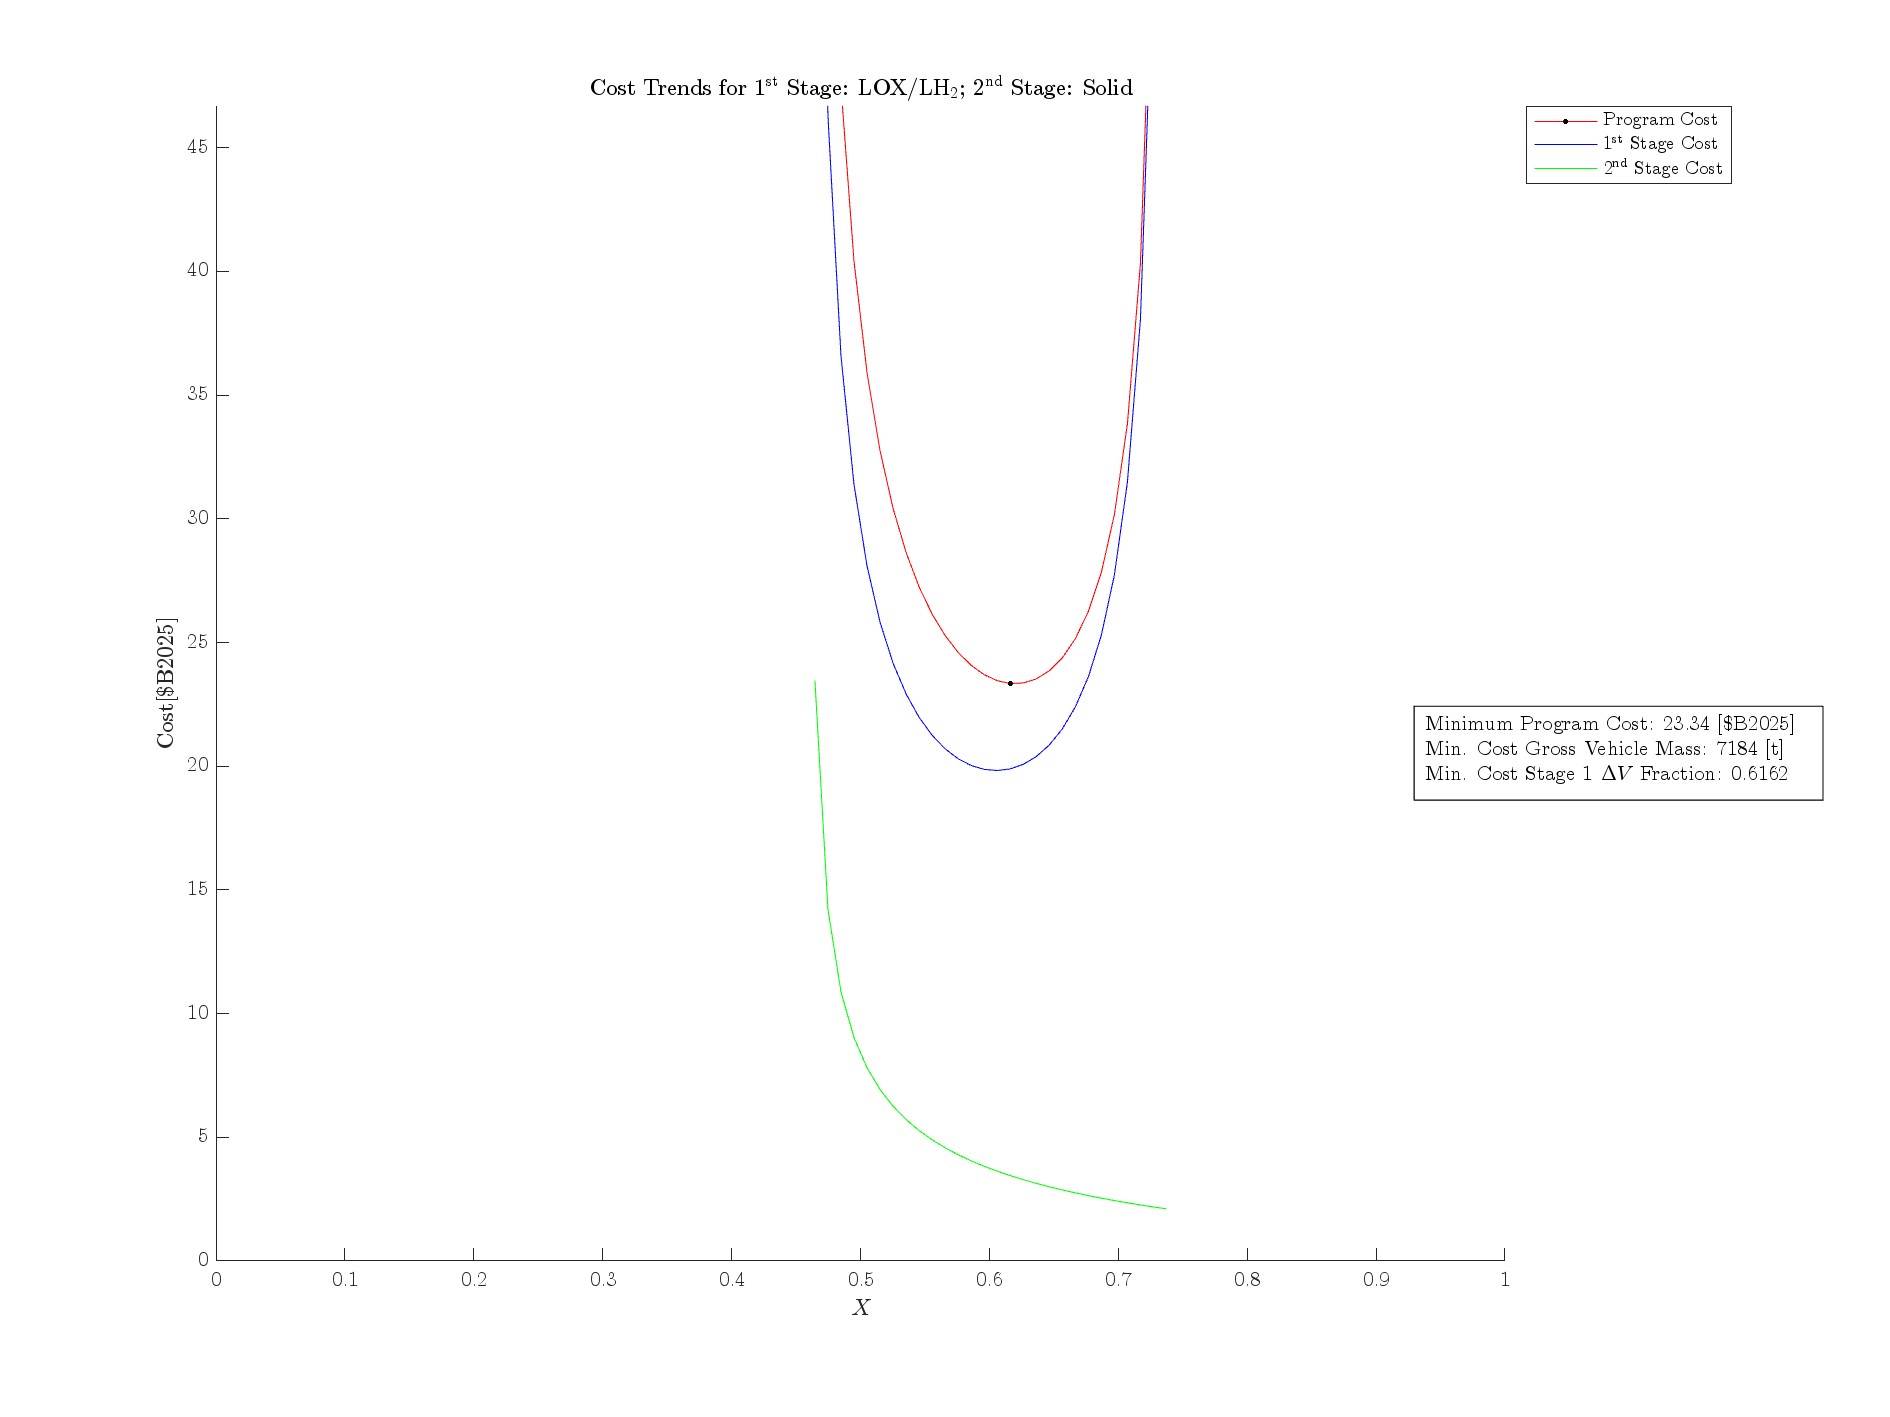 Cost Trends for 1st Stage: LOX/LH₂; 2nd Stage: Solid
Program Cost
1st Stage Cost
2nd Stage Cost
45
40
35
30
25
20
15
10
5
0
Cost[$B2025]
Minimum Program Cost: 23.34 [$B2025]
Min. Cost Gross Vehicle Mass: 7184 [t]
Min. Cost Stage 1 ΔV Fraction: 0.6162
0 0.1 0.2 0.3 0.4 0.5 0.6 0.7 0.8 0.9 1
X